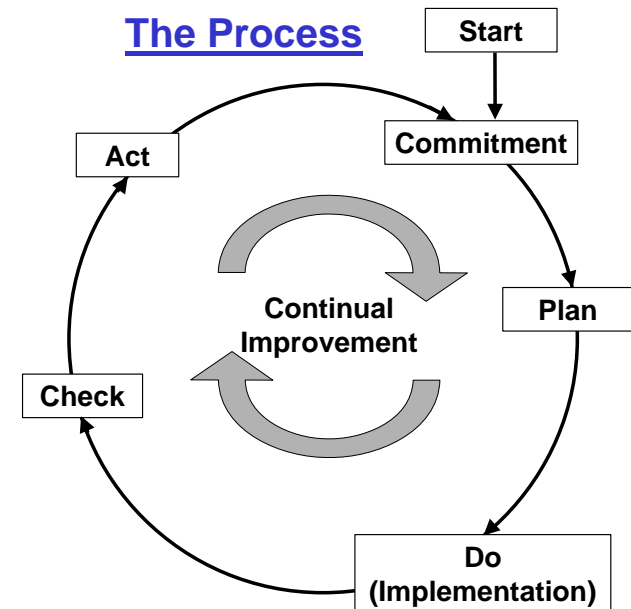 The Process
Start
Commitment
Act
Plan
Continual
Improvement
Check
Do
(Implementation)